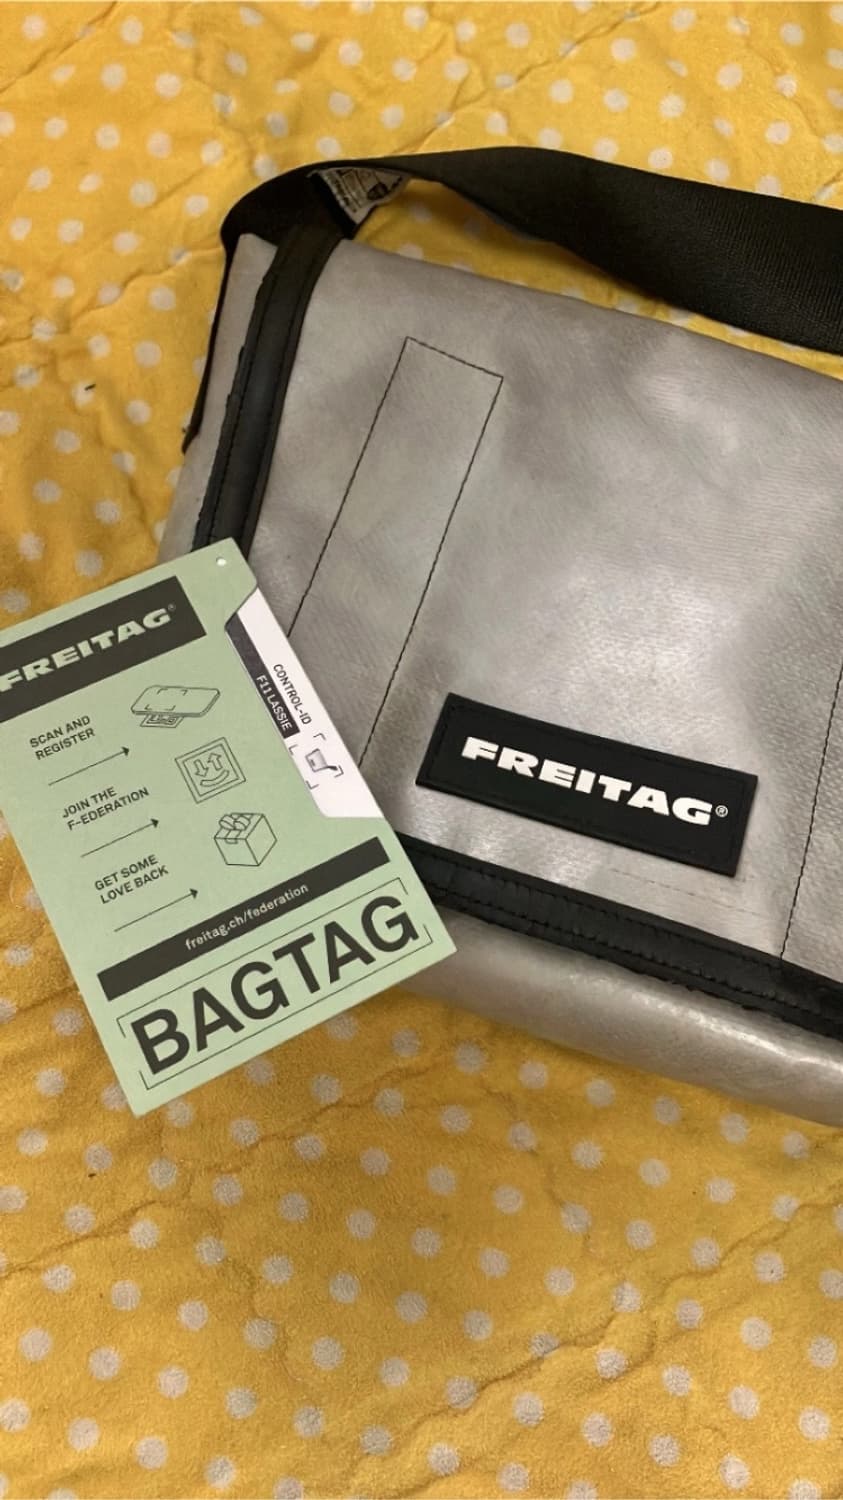 FREITAG®
SCAN AND
REGISTER
JOIN THE
F-EDERATION
GET SOME
LOVE BACK
freitag.ch/federation
BAGTAG
CONTROL-ID
F11 LASSIE
FREITAG®